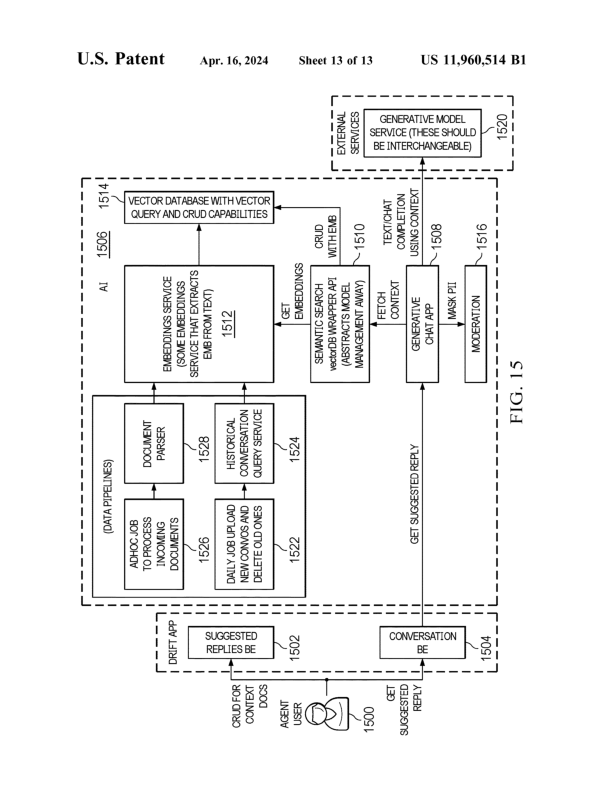 U.S. Patent Apr. 16, 2024 Sheet 13 of 13 US 11,960,514 B1
AGENT
USER
1500
CRUD FOR
CONTEXT
DOCS
GET
SUGGESTED
REPLY
DRIFT APP
SUGGESTED
REPLIES BE
1502
CONVERSATION
BE
1504
GET SUGGESTED REPLY
AI
1506
(DATA PIPELINES)
ADHOC JOB
TO PROCESS
INCOMING
DOCUMENTS
1526
DOCUMENT
PARSER
1528
DAILY JOB UPLOAD
NEW CONVOS AND
DELETE OLD ONES
1522
HISTORICAL
CONVERSATION
QUERY SERVICE
1524
EMBEDDINGS SERVICE
(SOME EMBEDDINGS
SERVICE THAT EXTRACTS
EMB FROM TEXT)
1512
VECTOR DATABASE WITH VECTOR
QUERY AND CRUD CAPABILITIES
1514
GET
EMBEDDINGS
CRUD
WITH EMB
SEMANTIC SEARCH
vectorDB WRAPPER API
(ABSTRACTS MODEL
MANAGEMENT AWAY)
1510
FETCH
CONTEXT
GENERATIVE
CHAT APP
1508
TEXT/CHAT
COMPLETION
USING CONTEXT
MASK PII
MODERATION
1516
EXTERNAL
SERVICES
GENERATIVE MODEL
SERVICE (THESE SHOULD
BE INTERCHANGEABLE)
1520
FIG. 15